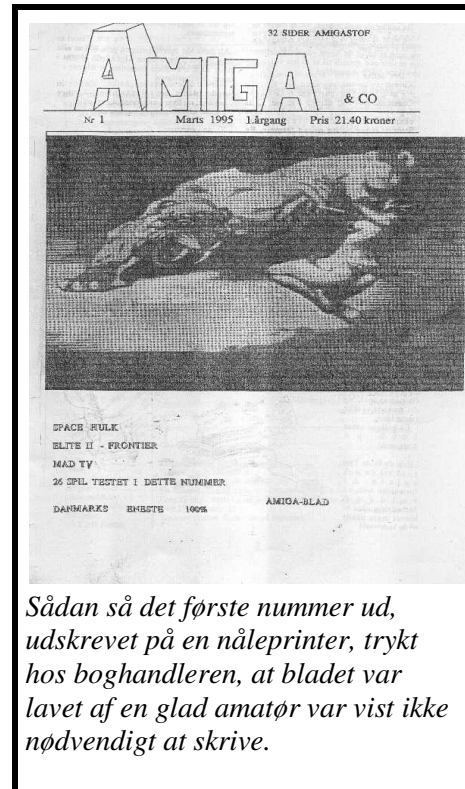 32 SIDER AMIGASTOF
AMIGA
& CO
Nr 1 Marts 1995 1.årgang Pris 21.40 kroner
SPACE HULK
ELITE II - FRONTIER
MAD TV
26 SPIL TESTET I DETTE NUMMER
DANMARKS ENESTE 100% AMIGA-BLAD
Sådan så det første nummer ud,
udskrevet på en nåleprinter, trykt
hos boghandleren, at bladet var
lavet af en glad amatør var vist ikke
nødvendigt at skrive.